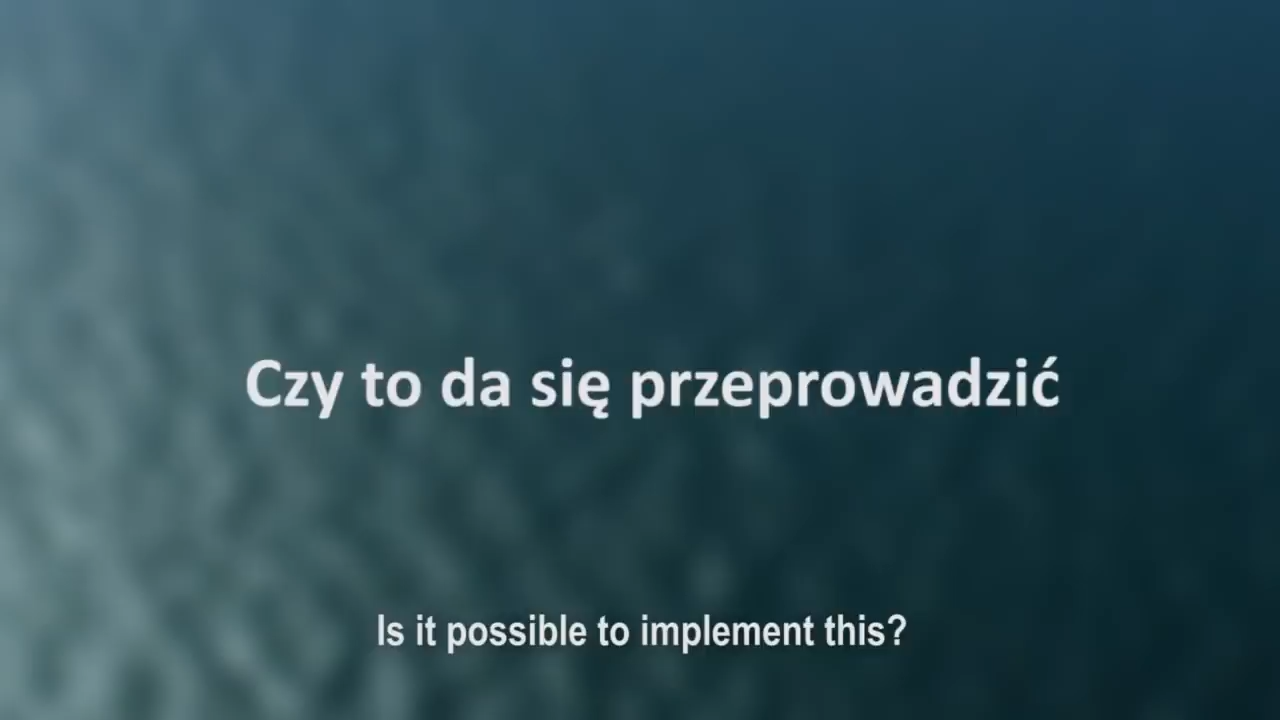 Czy to da się przeprowadzić
Is it possible to implement this?